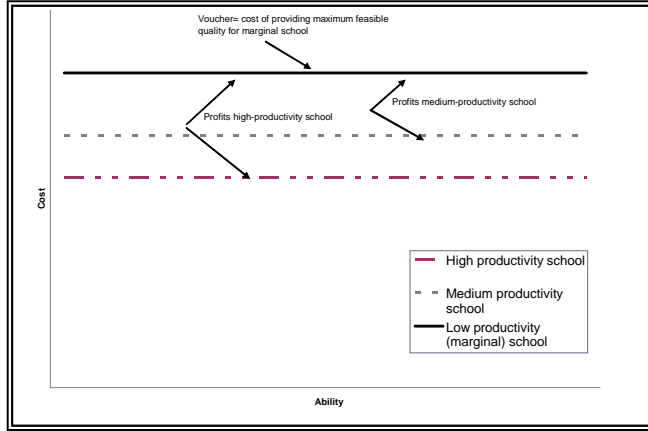 Voucher= cost of providing maximum feasible
quality for marginal school
Profits medium-productivity school
Profits high-productivity school
Cost
High productivity school
Medium productivity
school
Low productivity
(marginal) school
Ability